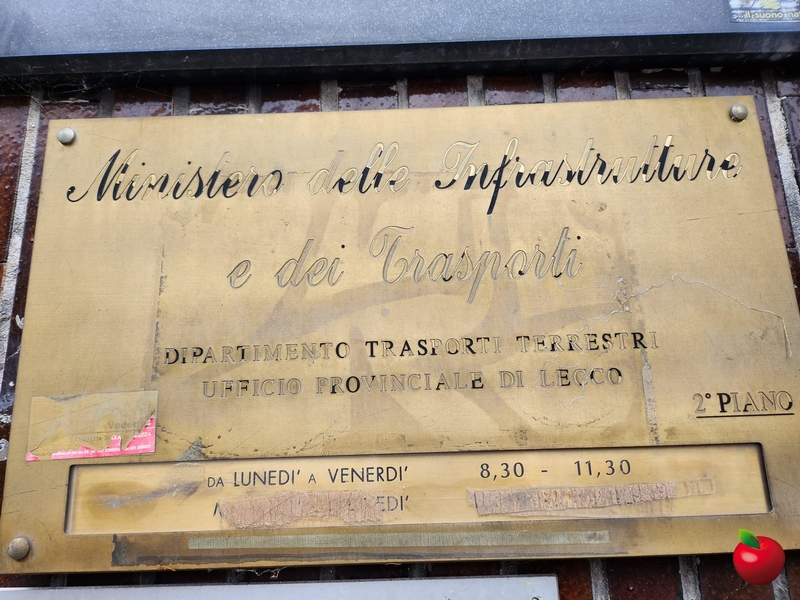 Ministero delle Infrastrutture
e dei Trasporti
DIPARTIMENTO TRASPORTI TERRESTRI
UFFICIO PROVINCIALE DI LECCO
2° PIANO
DA LUNEDI' A VENERDI' 8,30 - 11,30